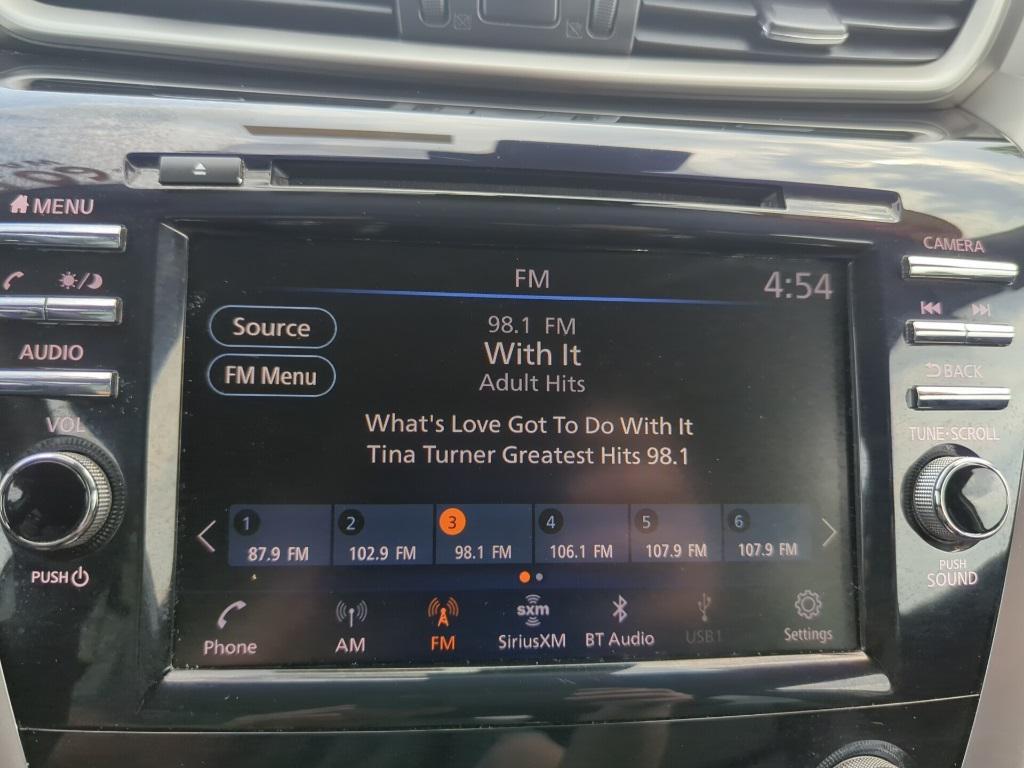 MENU
AUDIO
VOL
PUSH
FM
4:54
Source
FM Menu
98.1 FM
With It
Adult Hits
What's Love Got To Do With It
Tina Turner Greatest Hits 98.1
1 2 3 4 5 6
87.9 FM 102.9 FM 98.1 FM 106.1 FM 107.9 FM 107.9 FM
sxm
Phone AM FM SiriusXM BT Audio USB1 Settings
CAMERA
BACK
TUNE•SCROLL
PUSH
SOUND